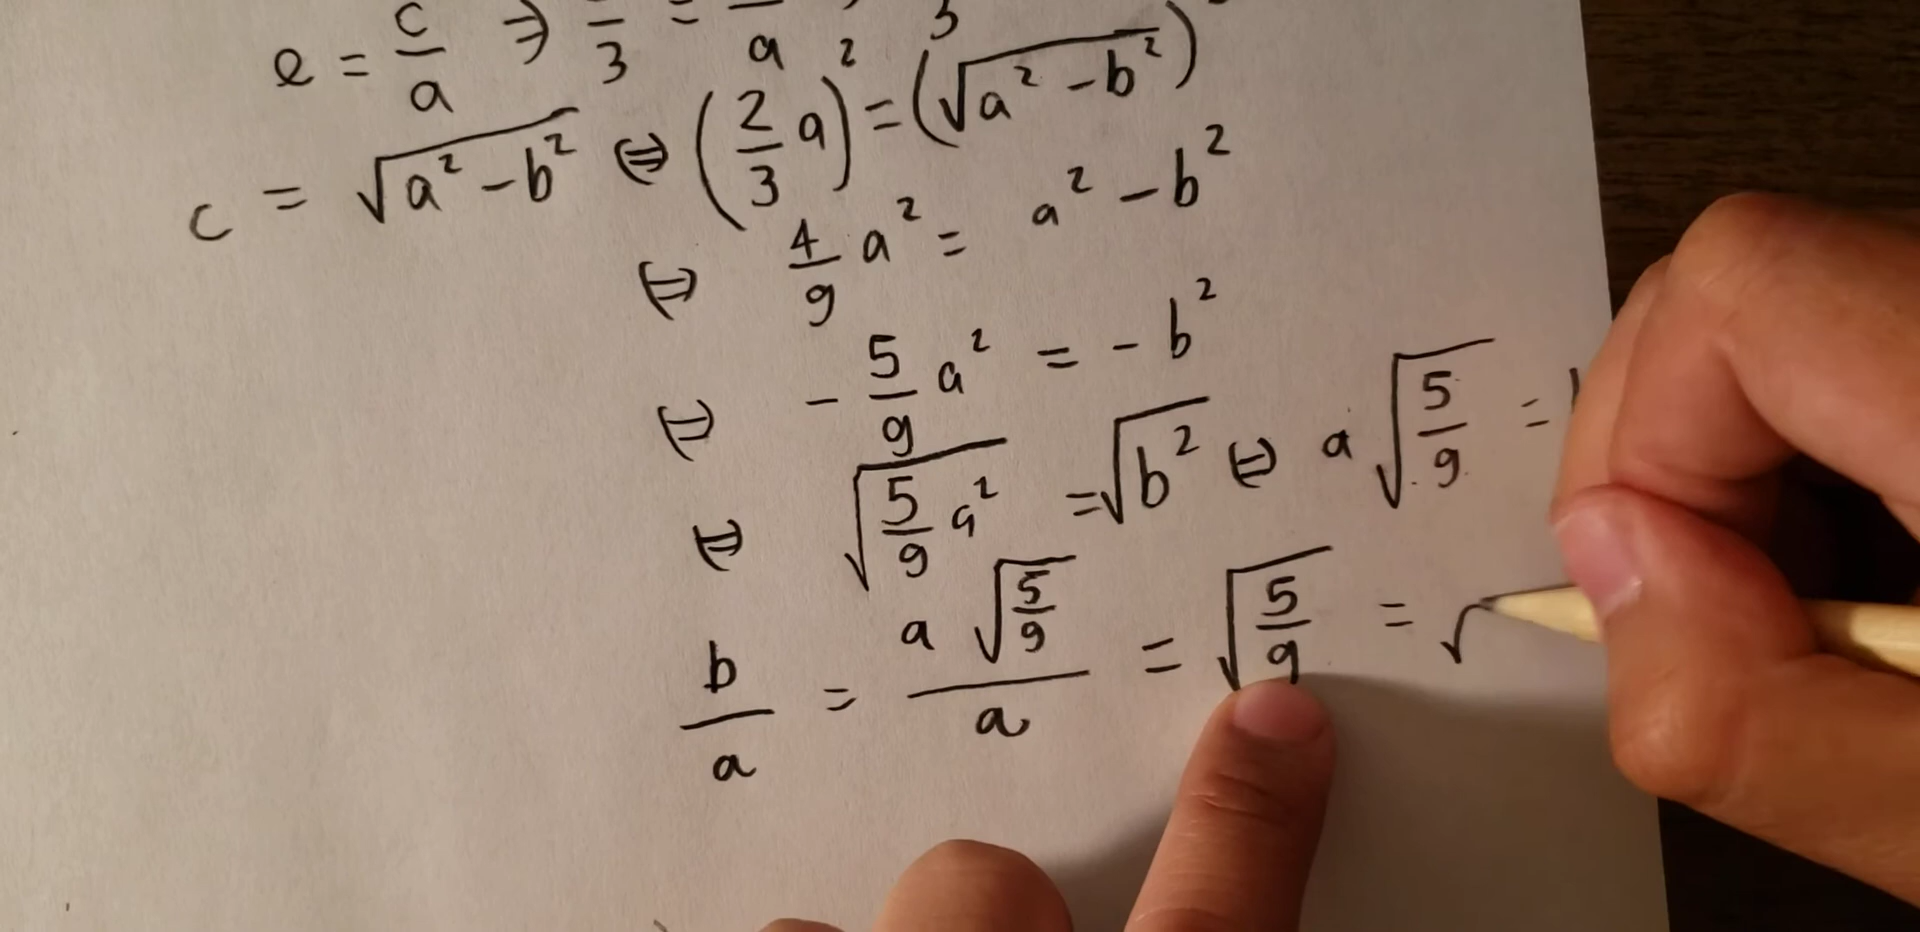 e = c/a ⇒ /3 = /a
c = √(a² - b²) ⇔ (2/3 a)² = (√(a² - b²))²
⇔ 4/9 a² = a² - b²
⇔ - 5/9 a² = - b²
⇔ √(5/9 a²) = √(b²) ⇔ a √(5/9) =
b/a = a √(5/9) / a = √(5/9) = √